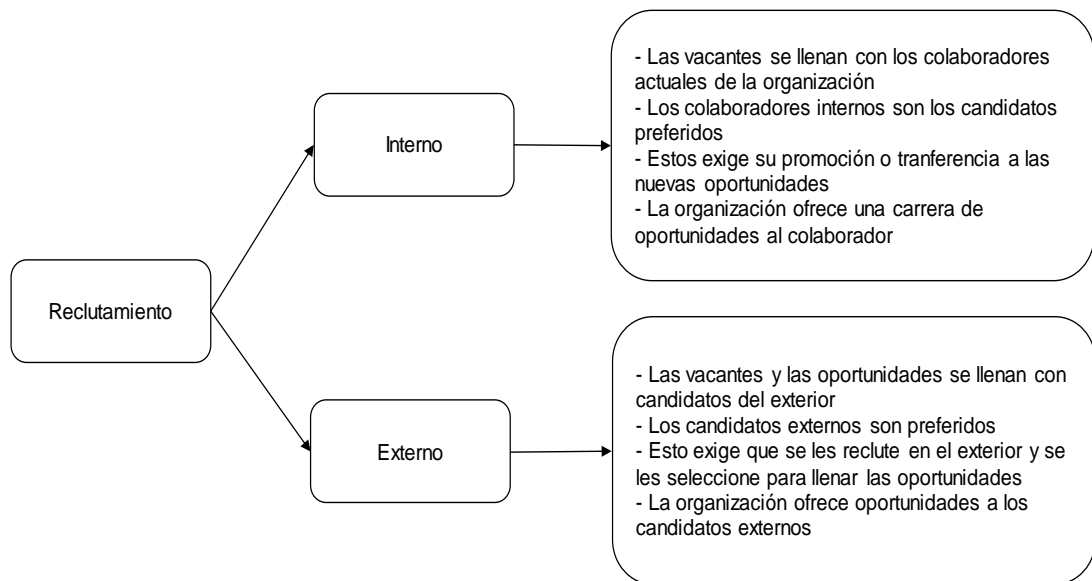 Reclutamiento
Interno
- Las vacantes se llenan con los colaboradores
actuales de la organización
- Los colaboradores internos son los candidatos
preferidos
- Estos exige su promoción o tranferencia a las
nuevas oportunidades
- La organización ofrece una carrera de
oportunidades al colaborador
Externo
- Las vacantes y las oportunidades se llenan con
candidatos del exterior
- Los candidatos externos son preferidos
- Esto exige que se les reclute en el exterior y se
les seleccione para llenar las oportunidades
- La organización ofrece oportunidades a los
candidatos externos